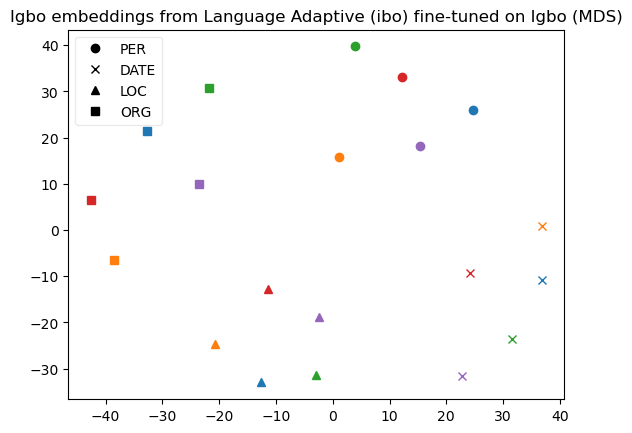 Igbo embeddings from Language Adaptive (ibo) fine-tuned on Igbo (MDS)
PER
DATE
LOC
ORG
40
30
20
10
0
−10
−20
−30
−40 −30 −20 −10 0 10 20 30 40